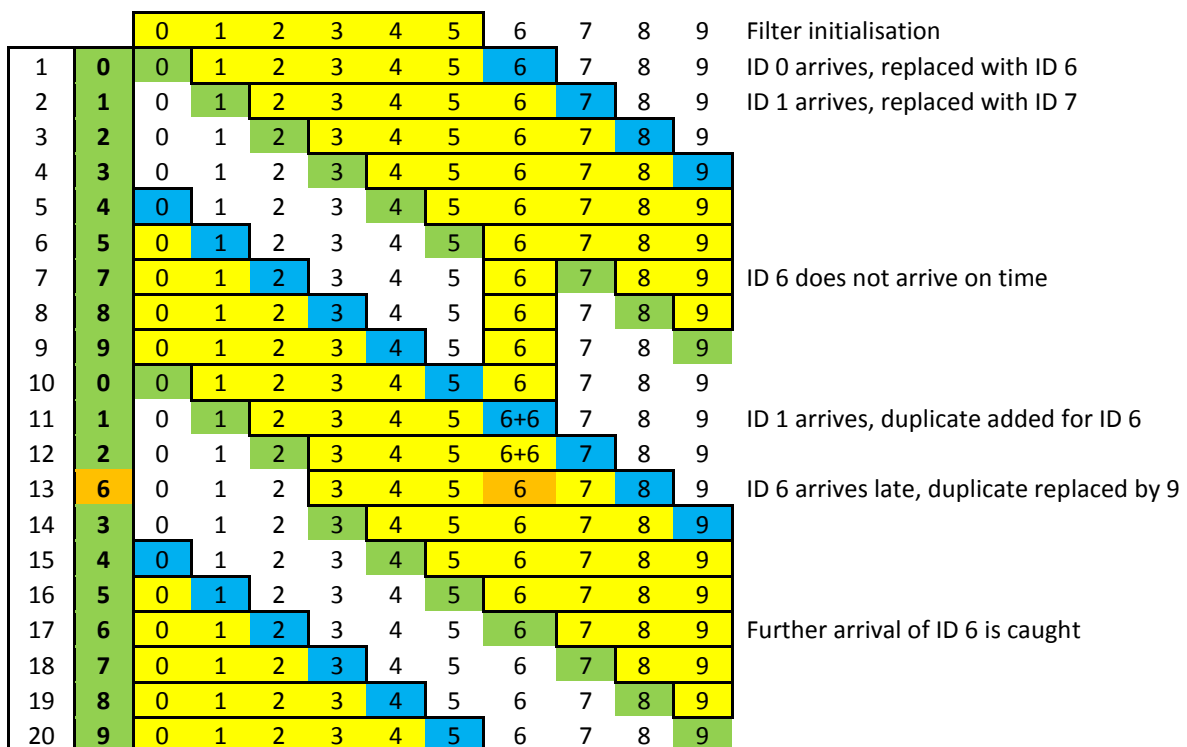 0 1 2 3 4 5 6 7 8 9 Filter initialisation
1 0 0 1 2 3 4 5 6 7 8 9 ID 0 arrives, replaced with ID 6
2 1 0 1 2 3 4 5 6 7 8 9 ID 1 arrives, replaced with ID 7
3 2 0 1 2 3 4 5 6 7 8 9
4 3 0 1 2 3 4 5 6 7 8 9
5 4 0 1 2 3 4 5 6 7 8 9
6 5 0 1 2 3 4 5 6 7 8 9
7 7 0 1 2 3 4 5 6 7 8 9 ID 6 does not arrive on time
8 8 0 1 2 3 4 5 6 7 8 9
9 9 0 1 2 3 4 5 6 7 8 9
10 0 0 1 2 3 4 5 6 7 8 9
11 1 0 1 2 3 4 5 6+6 7 8 9 ID 1 arrives, duplicate added for ID 6
12 2 0 1 2 3 4 5 6+6 7 8 9
13 6 0 1 2 3 4 5 6 7 8 9 ID 6 arrives late, duplicate replaced by 9
14 3 0 1 2 3 4 5 6 7 8 9
15 4 0 1 2 3 4 5 6 7 8 9
16 5 0 1 2 3 4 5 6 7 8 9
17 6 0 1 2 3 4 5 6 7 8 9 Further arrival of ID 6 is caught
18 7 0 1 2 3 4 5 6 7 8 9
19 8 0 1 2 3 4 5 6 7 8 9
20 9 0 1 2 3 4 5 6 7 8 9